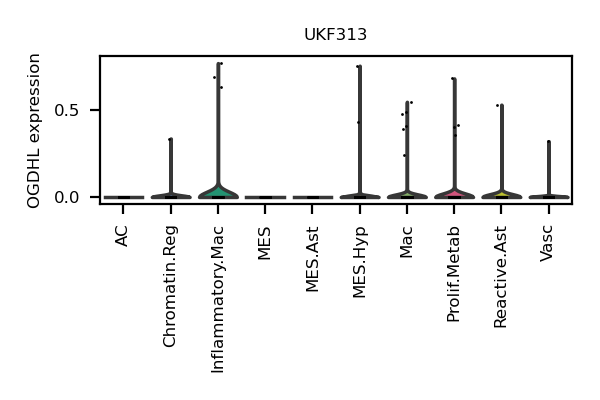 UKF313
OGDHL expression
0.5
0.0
AC
Chromatin.Reg
Inflammatory.Mac
MES
MES.Ast
MES.Hyp
Mac
Prolif.Metab
Reactive.Ast
Vasc